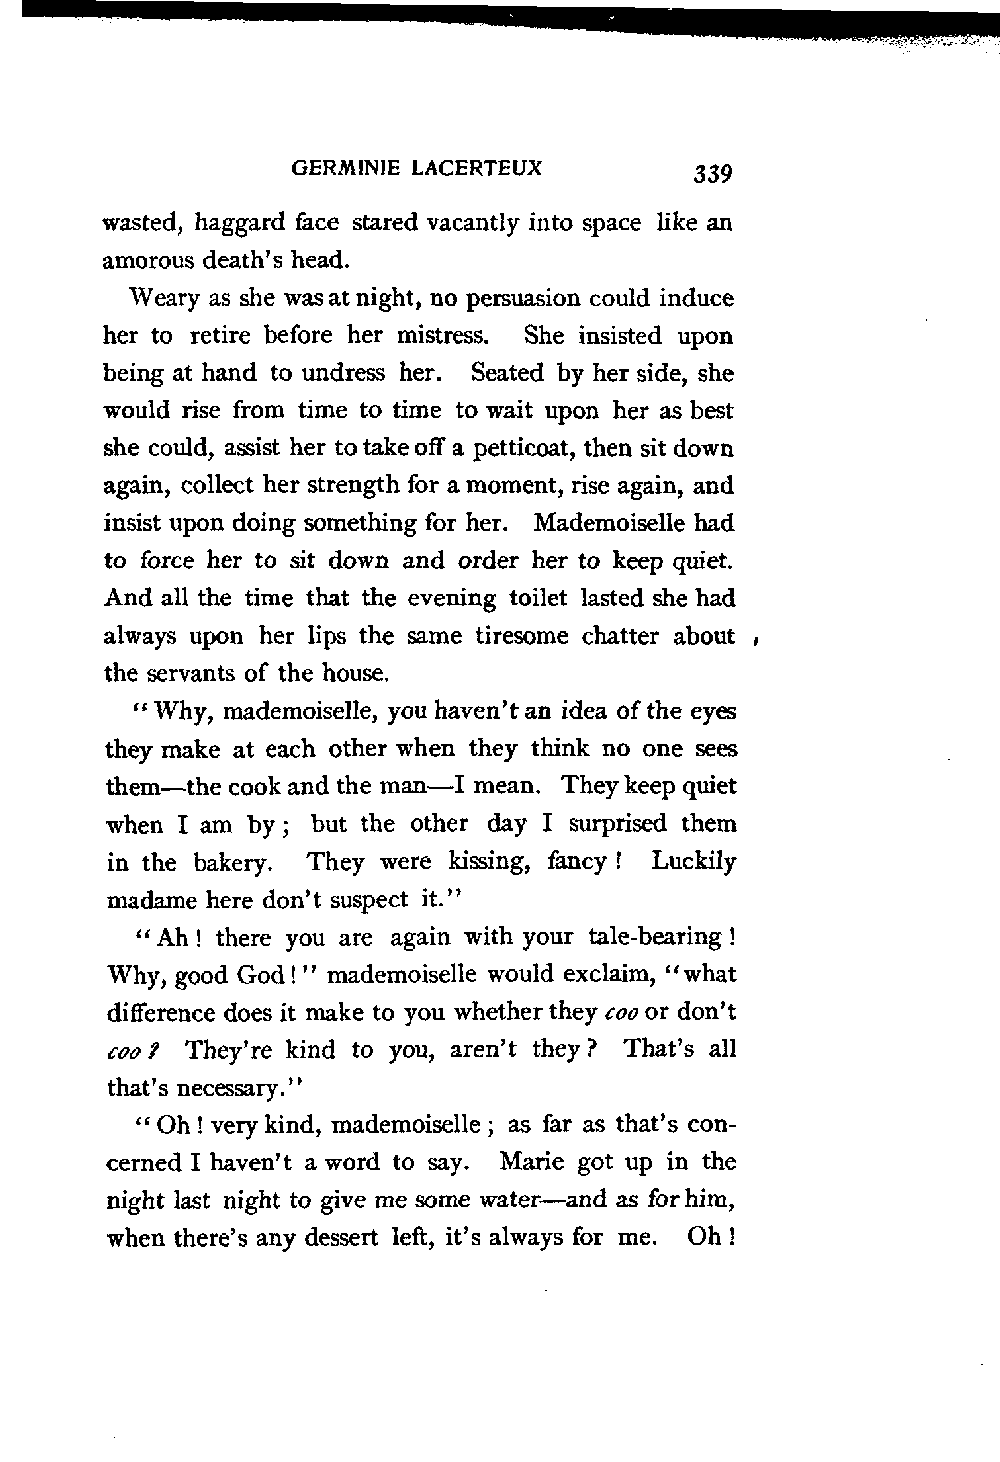 GERMINIE LACERTEUX 339
wasted, haggard face stared vacantly into space like an
amorous death's head.
Weary as she was at night, no persuasion could induce
her to retire before her mistress. She insisted upon
being at hand to undress her. Seated by her side, she
would rise from time to time to wait upon her as best
she could, assist her to take off a petticoat, then sit down
again, collect her strength for a moment, rise again, and
insist upon doing something for her. Mademoiselle had
to force her to sit down and order her to keep quiet.
And all the time that the evening toilet lasted she had
always upon her lips the same tiresome chatter about
the servants of the house.
"Why, mademoiselle, you haven't an idea of the eyes
they make at each other when they think no one sees
them—the cook and the man—I mean. They keep quiet
when I am by; but the other day I surprised them
in the bakery. They were kissing, fancy! Luckily
madame here don't suspect it."
"Ah! there you are again with your tale-bearing!
Why, good God!" mademoiselle would exclaim, "what
difference does it make to you whether they coo or don't
coo? They're kind to you, aren't they? That's all
that's necessary."
"Oh! very kind, mademoiselle; as far as that's con-
cerned I haven't a word to say. Marie got up in the
night last night to give me some water—and as for him,
when there's any dessert left, it's always for me. Oh!